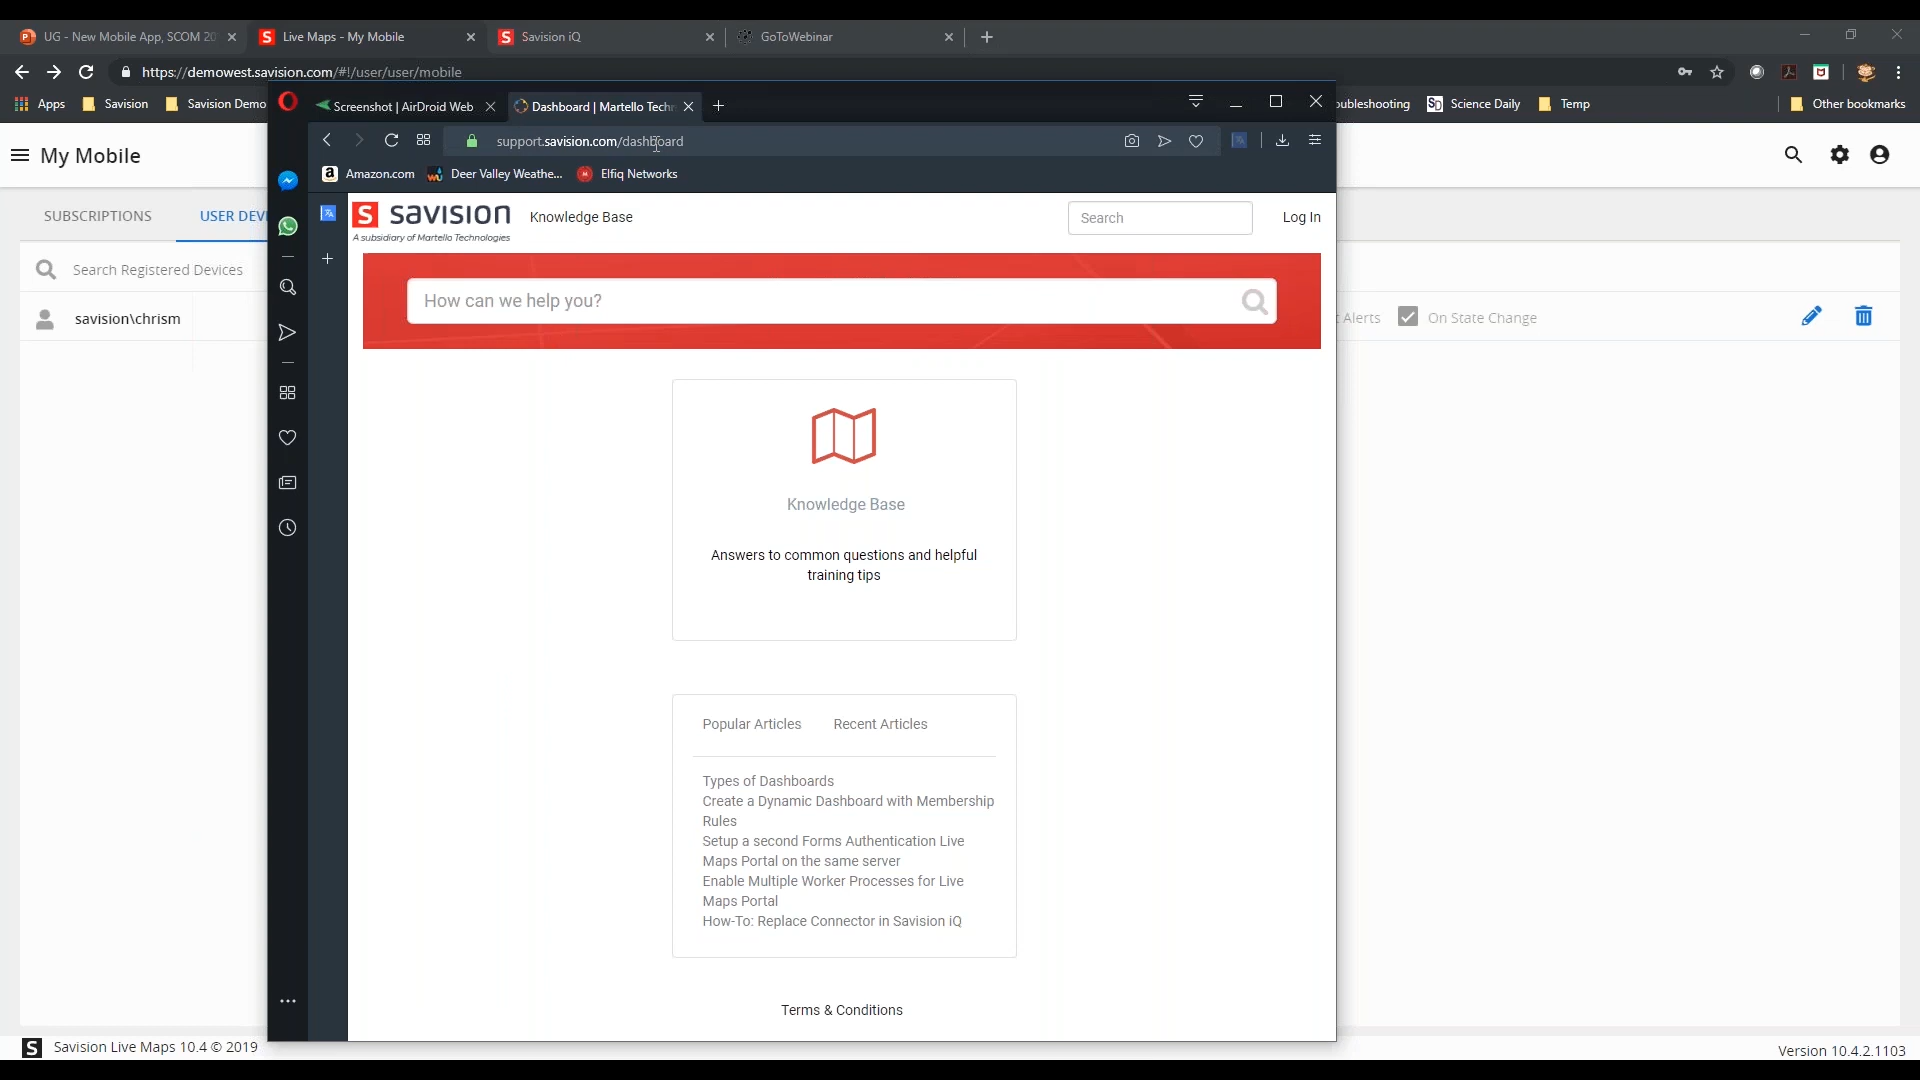 UG - New Mobile App, SCOM 20
Live Maps - My Mobile
Savision iQ
GoToWebinar
https://demowest.savision.com/#!/user/user/mobile
Apps
Savision
Savision Demo
oubleshooting
Science Daily
Temp
Other bookmarks
Screenshot | AirDroid Web
Dashboard | Martello Techn
support.savision.com/dashboard
Amazon.com
Deer Valley Weathe...
Elfiq Networks
My Mobile
SUBSCRIPTIONS
USER DEVI
Search Registered Devices
savision\chrism
t Alerts
On State Change
S savision
A subsidiary of Martello Technologies
Knowledge Base
Search
Log In
How can we help you?
Knowledge Base
Answers to common questions and helpful
training tips
Popular Articles
Recent Articles
Types of Dashboards
Create a Dynamic Dashboard with Membership
Rules
Setup a second Forms Authentication Live
Maps Portal on the same server
Enable Multiple Worker Processes for Live
Maps Portal
How-To: Replace Connector in Savision iQ
Terms & Conditions
S Savision Live Maps 10.4 © 2019
Version 10.4.2.1103